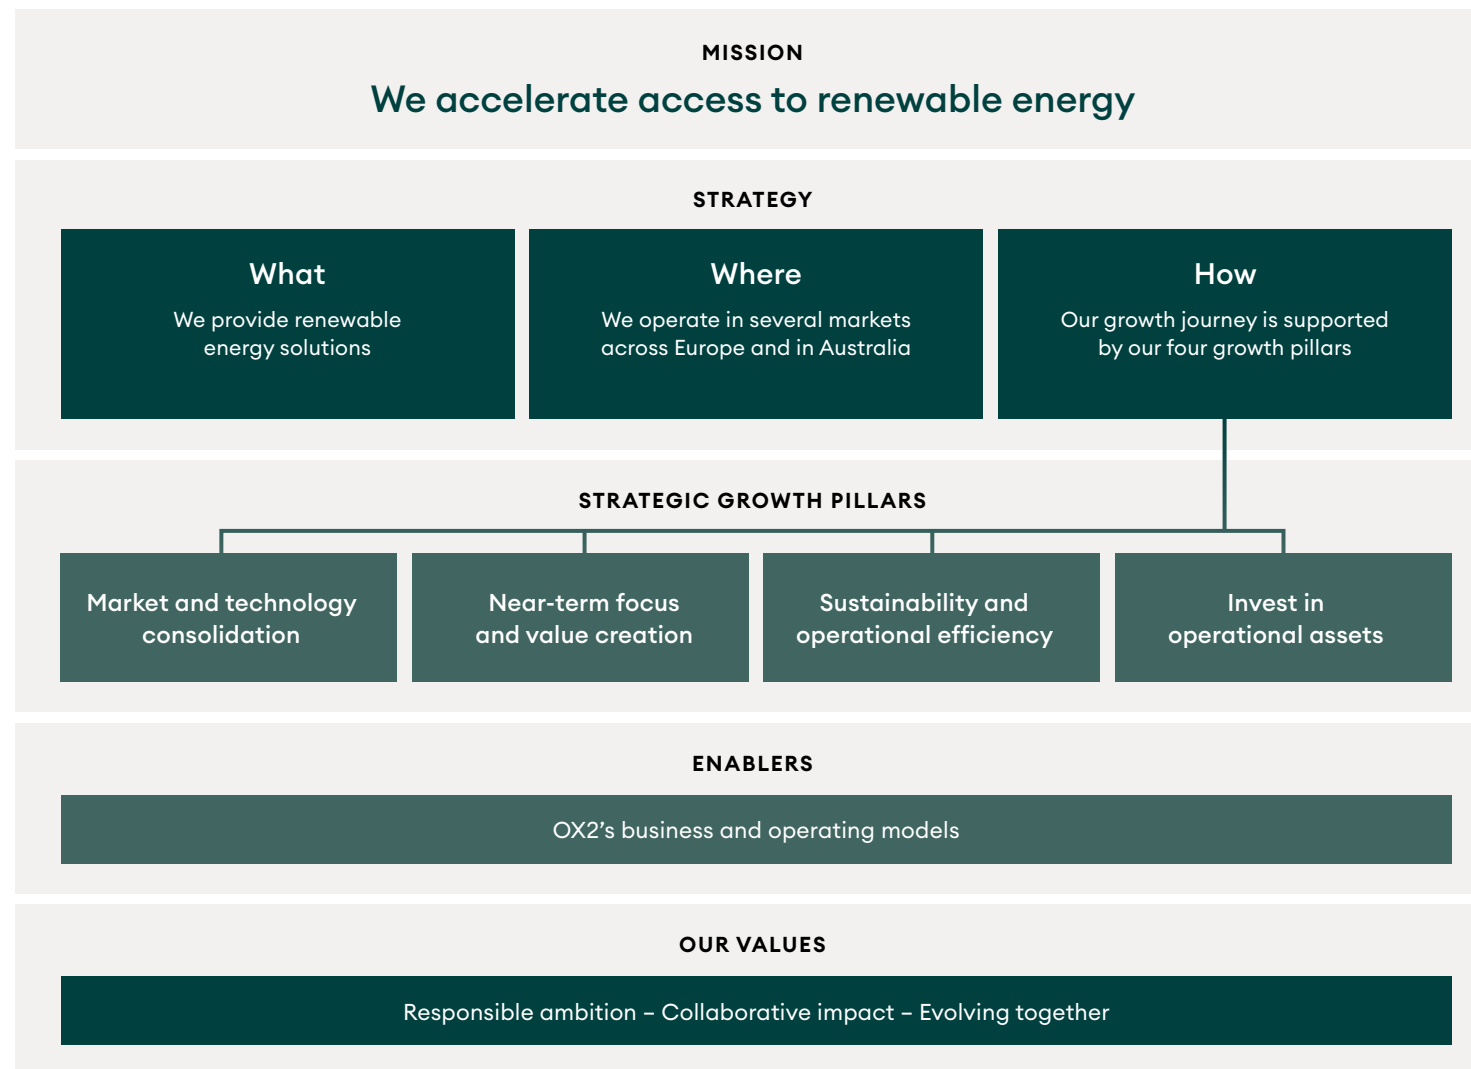 MISSION
We accelerate access to renewable energy
STRATEGY
What
We provide renewable
energy solutions
Where
We operate in several markets
across Europe and in Australia
How
Our growth journey is supported
by our four growth pillars
STRATEGIC GROWTH PILLARS
Market and technology
consolidation
Near-term focus
and value creation
Sustainability and
operational efficiency
Invest in
operational assets
ENABLERS
OX2’s business and operating models
OUR VALUES
Responsible ambition – Collaborative impact – Evolving together